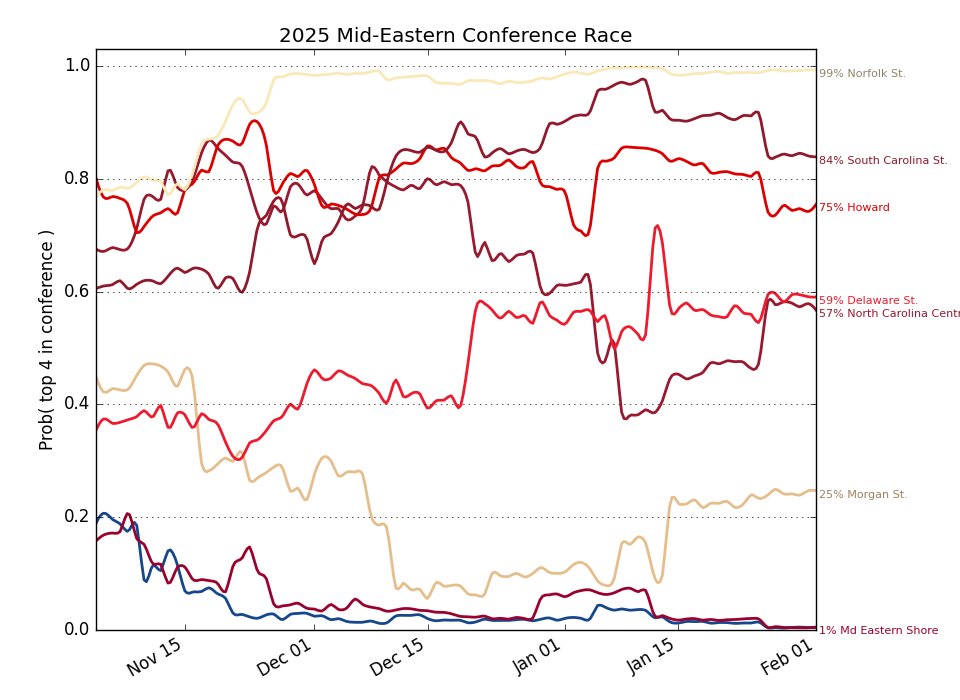 2025 Mid-Eastern Conference Race
Prob( top 4 in conference )
1.0
0.8
0.6
0.4
0.2
0.0
Nov 15
Dec 01
Dec 15
Jan 01
Jan 15
Feb 01
99% Norfolk St.
84% South Carolina St.
75% Howard
59% Delaware St.
57% North Carolina Centr
25% Morgan St.
1% Md Eastern Shore